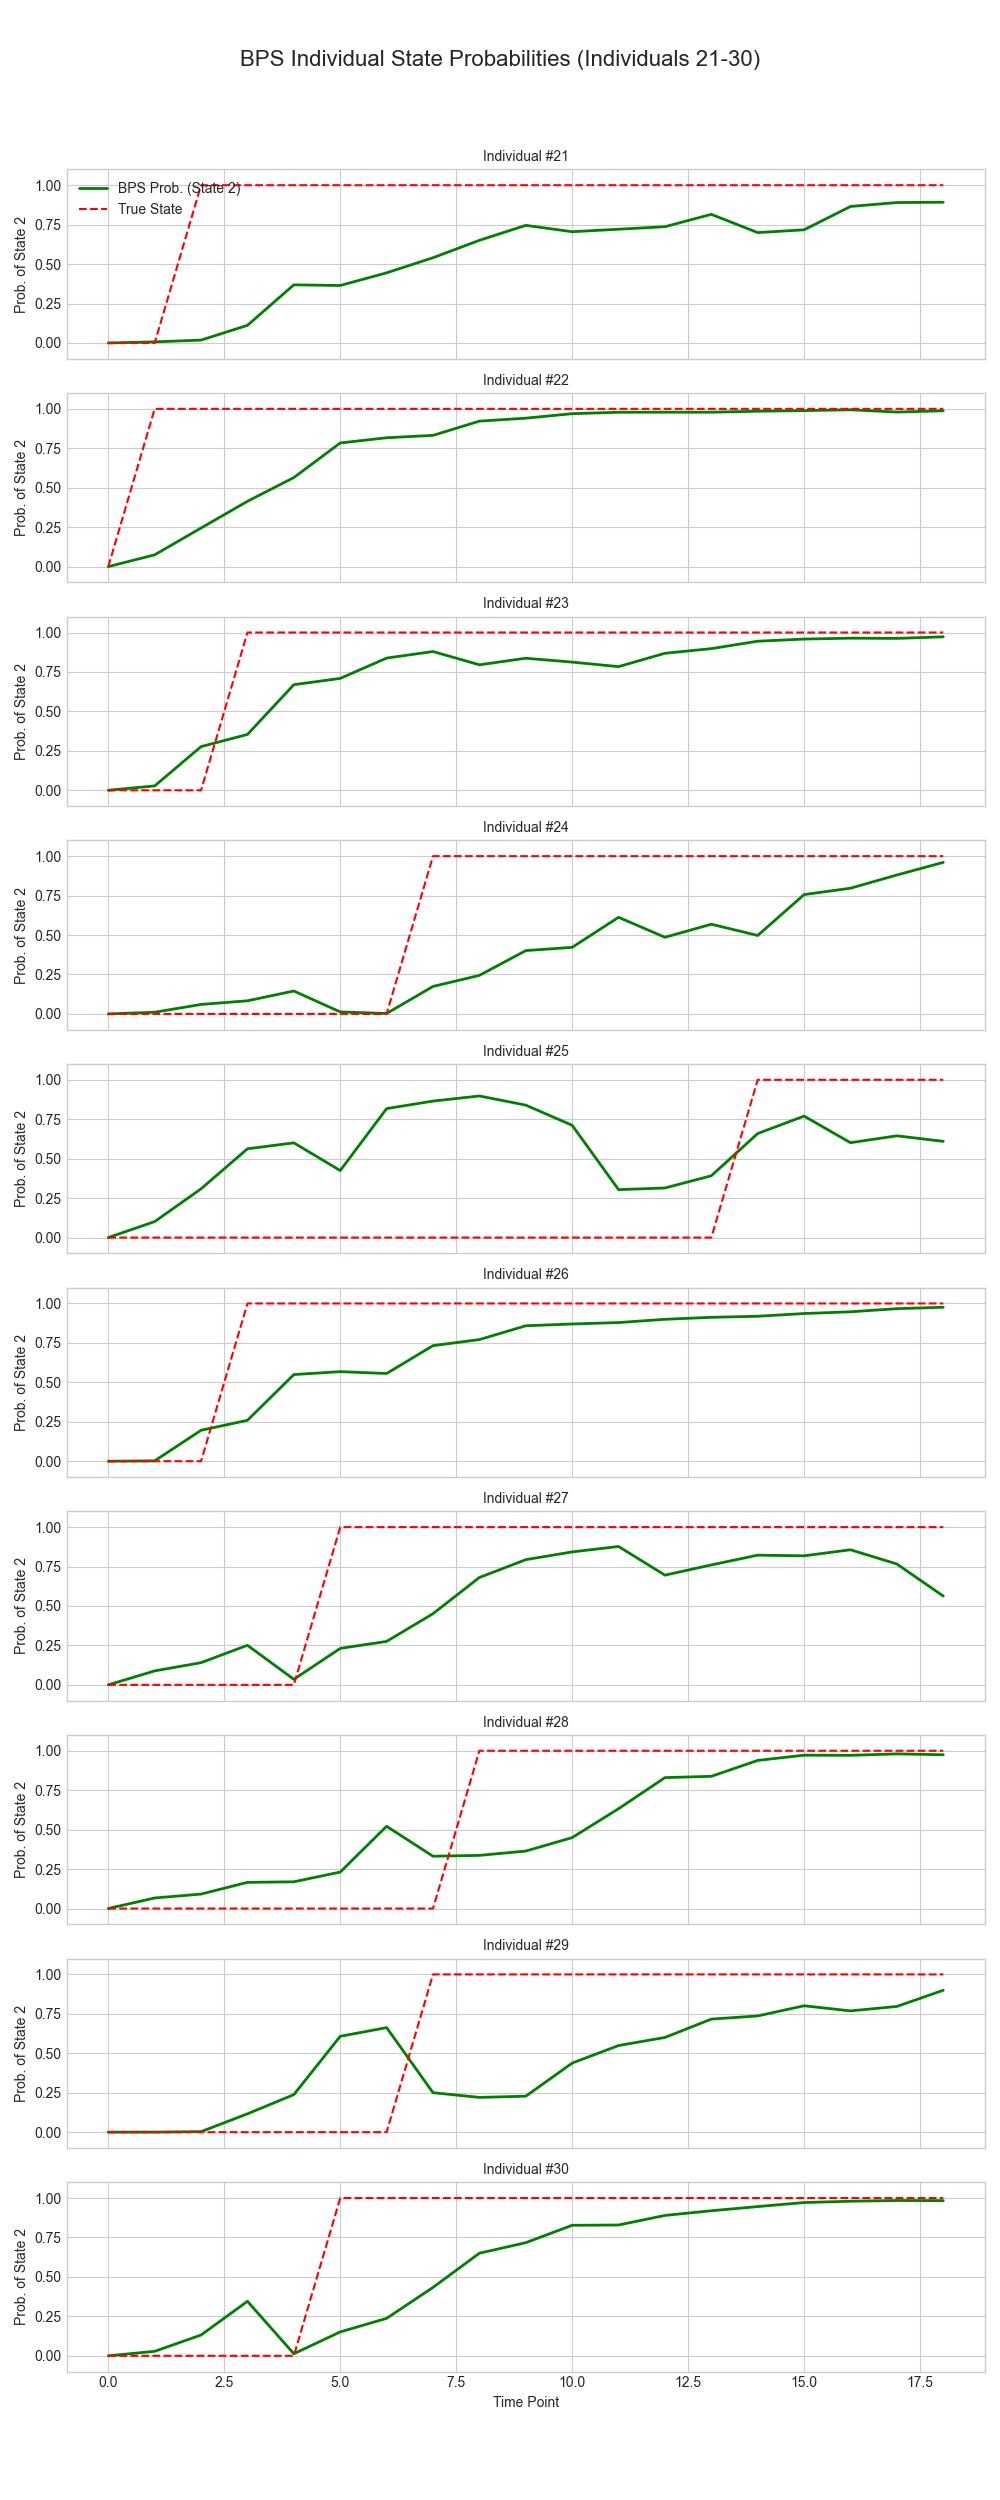 BPS Individual State Probabilities (Individuals 21-30)
Individual #21
BPS Prob. (State 2)
True State
Prob. of State 2
1.00
0.75
0.50
0.25
0.00
Individual #22
Prob. of State 2
1.00
0.75
0.50
0.25
0.00
Individual #23
Prob. of State 2
1.00
0.75
0.50
0.25
0.00
Individual #24
Prob. of State 2
1.00
0.75
0.50
0.25
0.00
Individual #25
Prob. of State 2
1.00
0.75
0.50
0.25
0.00
Individual #26
Prob. of State 2
1.00
0.75
0.50
0.25
0.00
Individual #27
Prob. of State 2
1.00
0.75
0.50
0.25
0.00
Individual #28
Prob. of State 2
1.00
0.75
0.50
0.25
0.00
Individual #29
Prob. of State 2
1.00
0.75
0.50
0.25
0.00
Individual #30
Prob. of State 2
1.00
0.75
0.50
0.25
0.00
0.0 2.5 5.0 7.5 10.0 12.5 15.0 17.5
Time Point